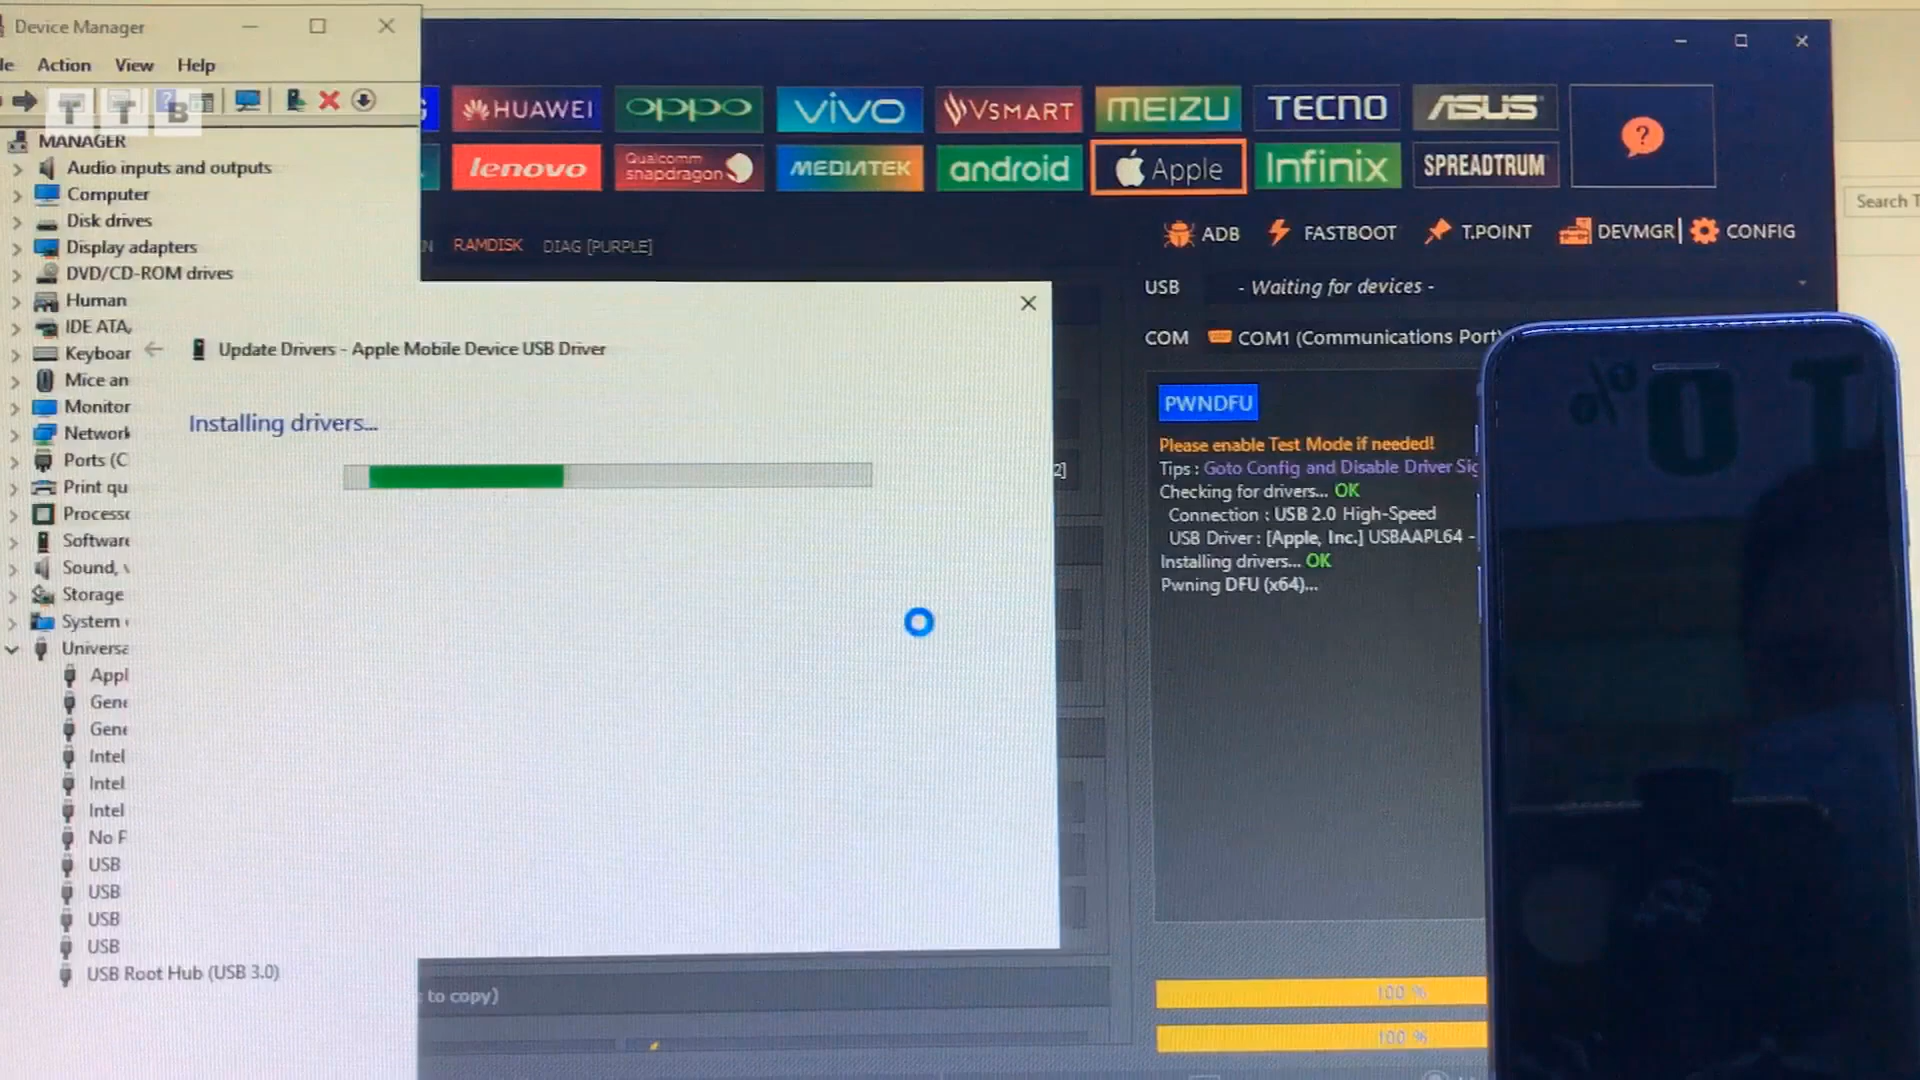 Device Manager
Action View Help
T T B
MANAGER
Audio inputs and outputs
Computer
Disk drives
Display adapters
DVD/CD-ROM drives
Human
IDE ATA
Keyboar
Mice an
Monitor
Network
Ports (C
Print qu
Processo
Software
Sound, v
Storage
System
Universa
Appl
Gene
Gene
Intel
Intel
Intel
No P
USB
USB
USB
USB
USB Root Hub (USB 3.0)
HUAWEI oppo vivo VSMART MEIZU TECNO ASUS ?
lenovo Qualcomm snapdragon MEDIATEK android Apple Infinix SPREADTRUM
Search T
ADB FASTBOOT T.POINT DEVMGR CONFIG
RAMDISK DIAG [PURPLE]
USB - Waiting for devices -
COM COM1 (Communications Port)
Update Drivers - Apple Mobile Device USB Driver
Installing drivers...
PWNDFU
Please enable Test Mode if needed!
Tips : Goto Config and Disable Driver Sig
Checking for drivers... OK
Connection : USB 2.0 High-Speed
USB Driver : [Apple, Inc.] USBAAPL64 -
Installing drivers... OK
Pwning DFU (x64)...
2]
to copy)
100 %
100 %